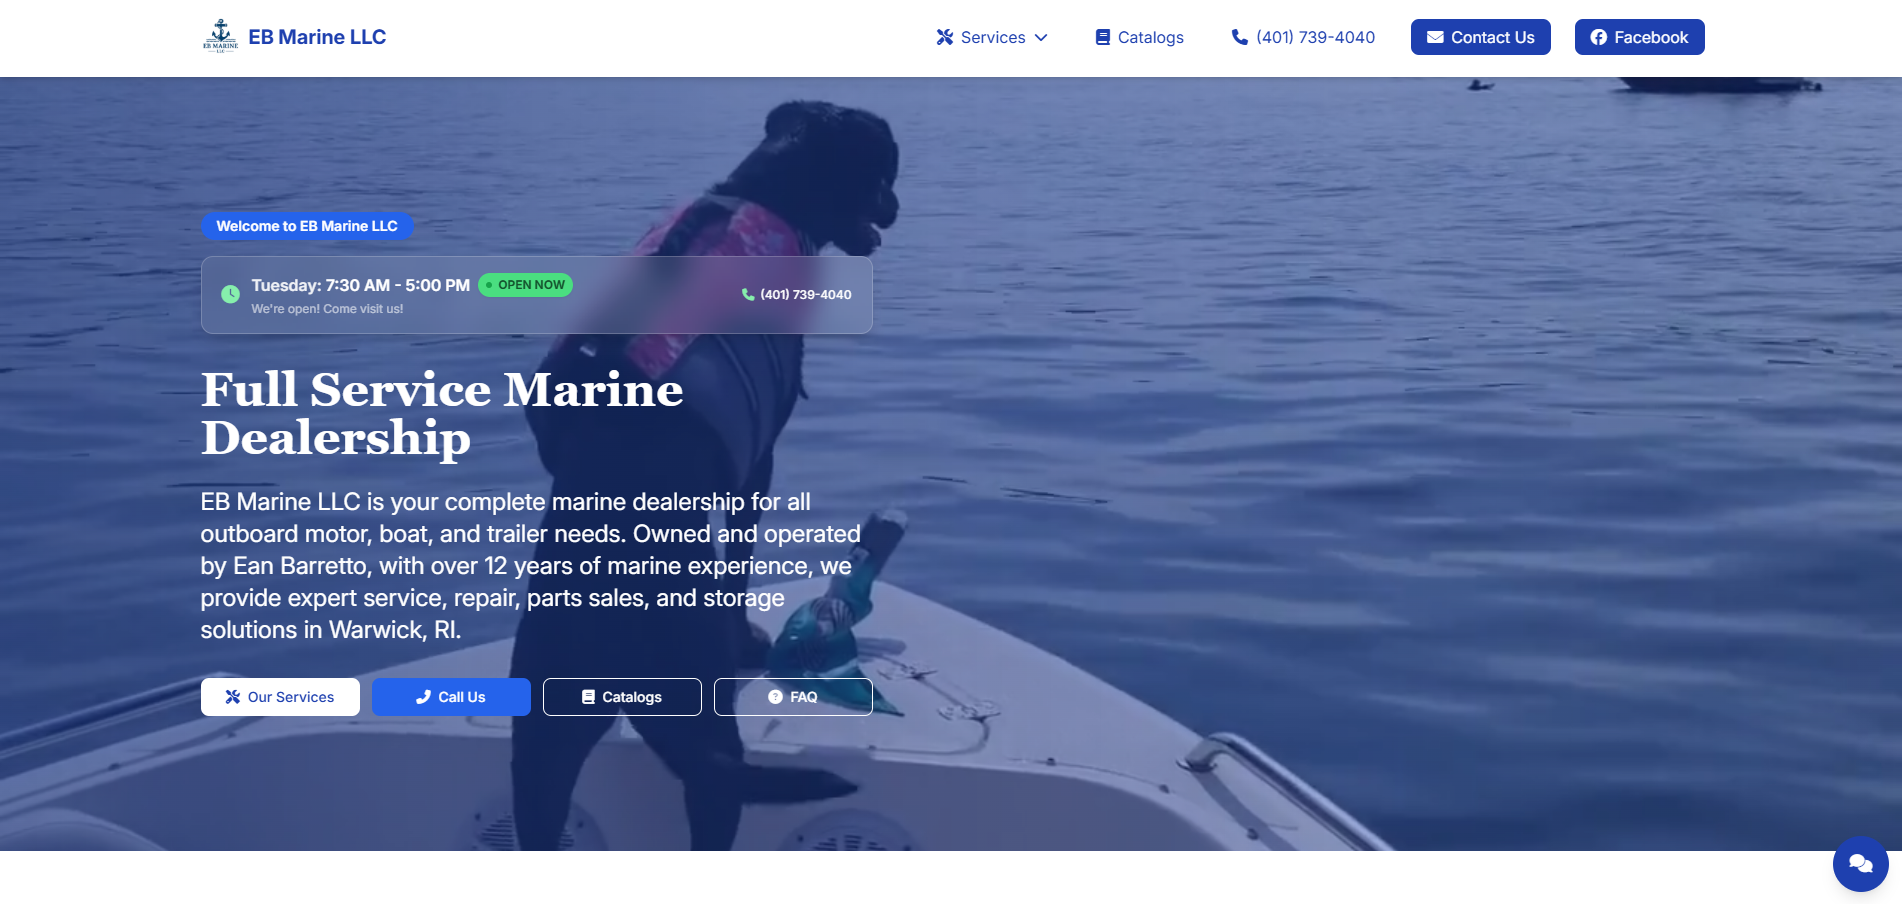 EB MARINE
LLC
EB Marine LLC
Services
Catalogs
(401) 739-4040
Contact Us
Facebook
Welcome to EB Marine LLC
Tuesday: 7:30 AM - 5:00 PM
OPEN NOW
We're open! Come visit us!
(401) 739-4040
Full Service Marine
Dealership
EB Marine LLC is your complete marine dealership for all
outboard motor, boat, and trailer needs. Owned and operated
by Ean Barretto, with over 12 years of marine experience, we
provide expert service, repair, parts sales, and storage
solutions in Warwick, RI.
Our Services
Call Us
Catalogs
FAQ